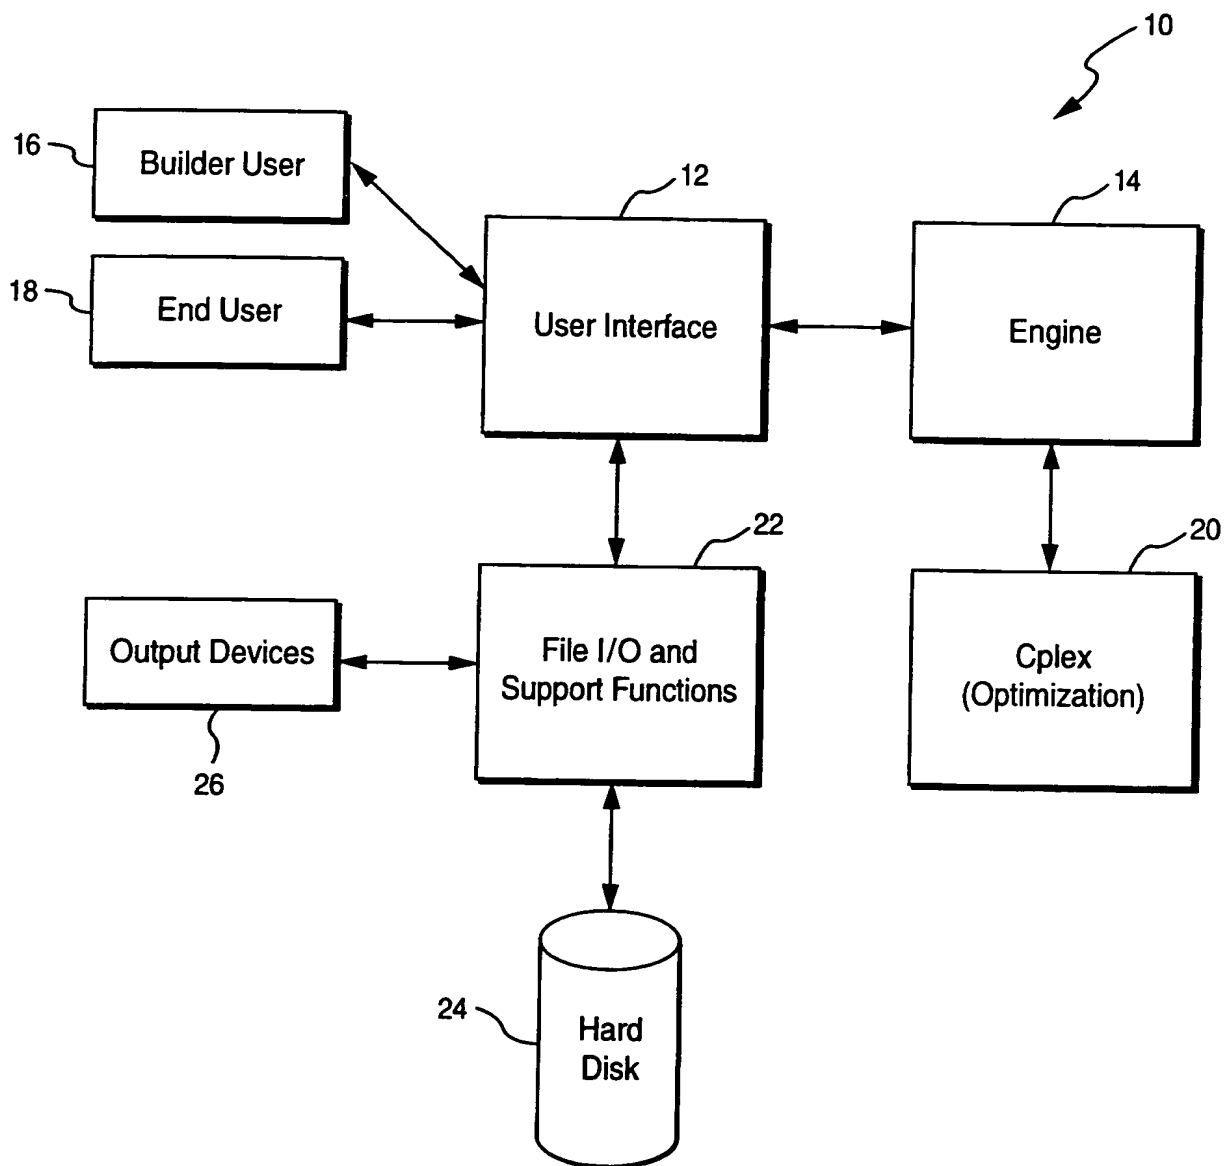 10
16
Builder User
12
14
18
End User
User Interface
Engine
22
20
Output Devices
File I/O and
Support Functions
Cplex
(Optimization)
26
24
Hard
Disk